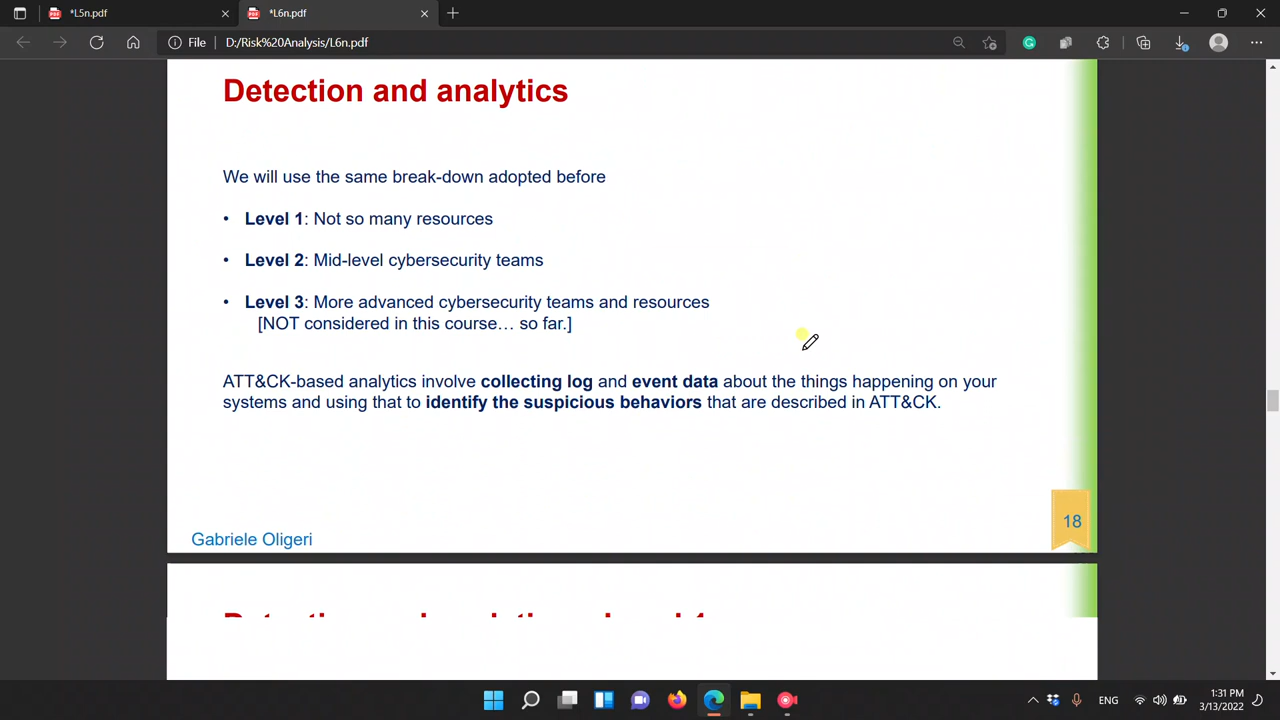 *L5n.pdf
*L6n.pdf
File
D:/Risk%20Analysis/L6n.pdf
Detection and analytics
We will use the same break-down adopted before
• Level 1: Not so many resources
• Level 2: Mid-level cybersecurity teams
• Level 3: More advanced cybersecurity teams and resources
[NOT considered in this course… so far.]
ATT&CK-based analytics involve collecting log and event data about the things happening on your
systems and using that to identify the suspicious behaviors that are described in ATT&CK.
18
Gabriele Oligeri
ENG
1:31 PM
3/13/2022